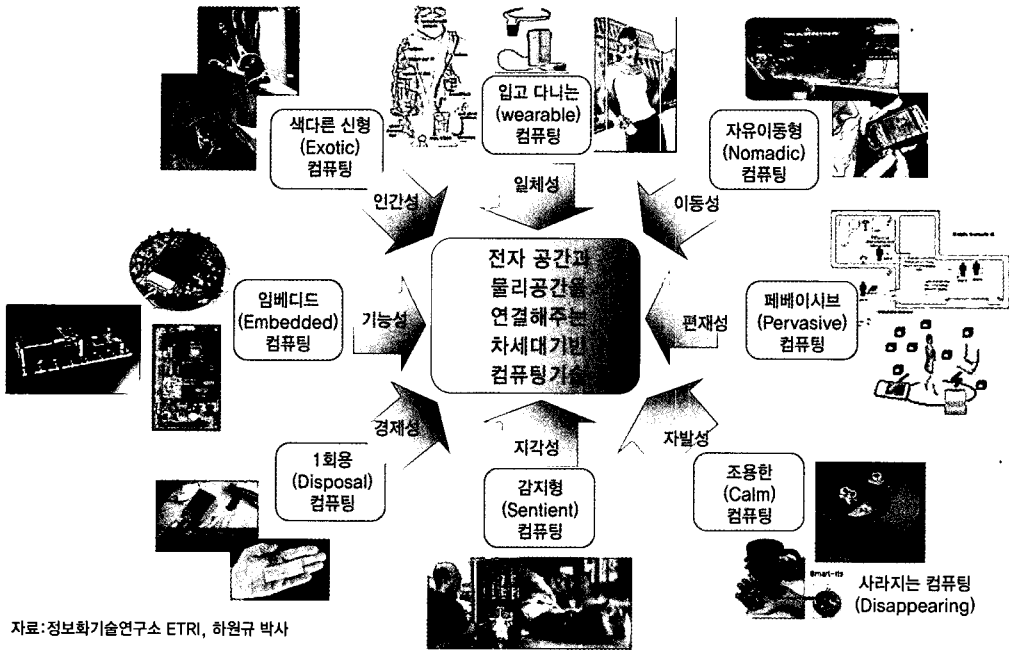 색다른 신형
(Exotic)
컴퓨팅
입고 다니는
(wearable)
컴퓨팅
자유이동형
(Nomadic)
컴퓨팅
인간성
일체성
이동성
임베디드
(Embedded)
컴퓨팅
기능성
전자 공간과
물리공간을
연결해주는
차세대기반
컴퓨팅기술
편재성
페베이시브
(Pervasive)
컴퓨팅
경제성
지각성
자발성
1회용
(Disposal)
컴퓨팅
감지형
(Sentient)
컴퓨팅
조용한
(Calm)
컴퓨팅
Smart-Its
사라지는 컴퓨팅
(Disappearing)
자료:정보화기술연구소 ETRI, 하원규 박사